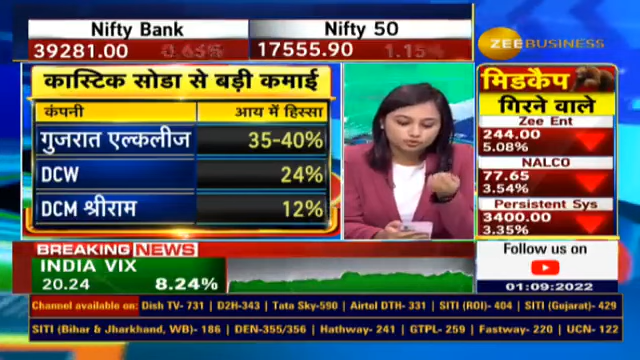 Nifty Bank
39281.00 0.65%
Nifty 50
17555.90 1.15%
ZEE BUSINESS
कास्टिक सोडा से बड़ी कमाई
कंपनी आय में हिस्सा
गुजरात एल्कलीज 35-40%
DCW 24%
DCM श्रीराम 12%
मिडकैप
गिरने वाले
Zee Ent
244.00
5.08%
NALCO
77.65
3.54%
Persistent Sys
3400.00
3.35%
BREAKING NEWS
INDIA VIX
20.24 8.24%
Follow us on
01:09:2022
Channel available on: Dish TV- 731 | D2H-343 | Tata Sky-590 | Airtel DTH- 331 | SITI (ROI)- 404 | SITI (Gujarat)- 429
SITI (Bihar & Jharkhand, WB)- 186 | DEN-355/356 | Hathway- 241 | GTPL- 259 | Fastway- 220 | UCN- 122